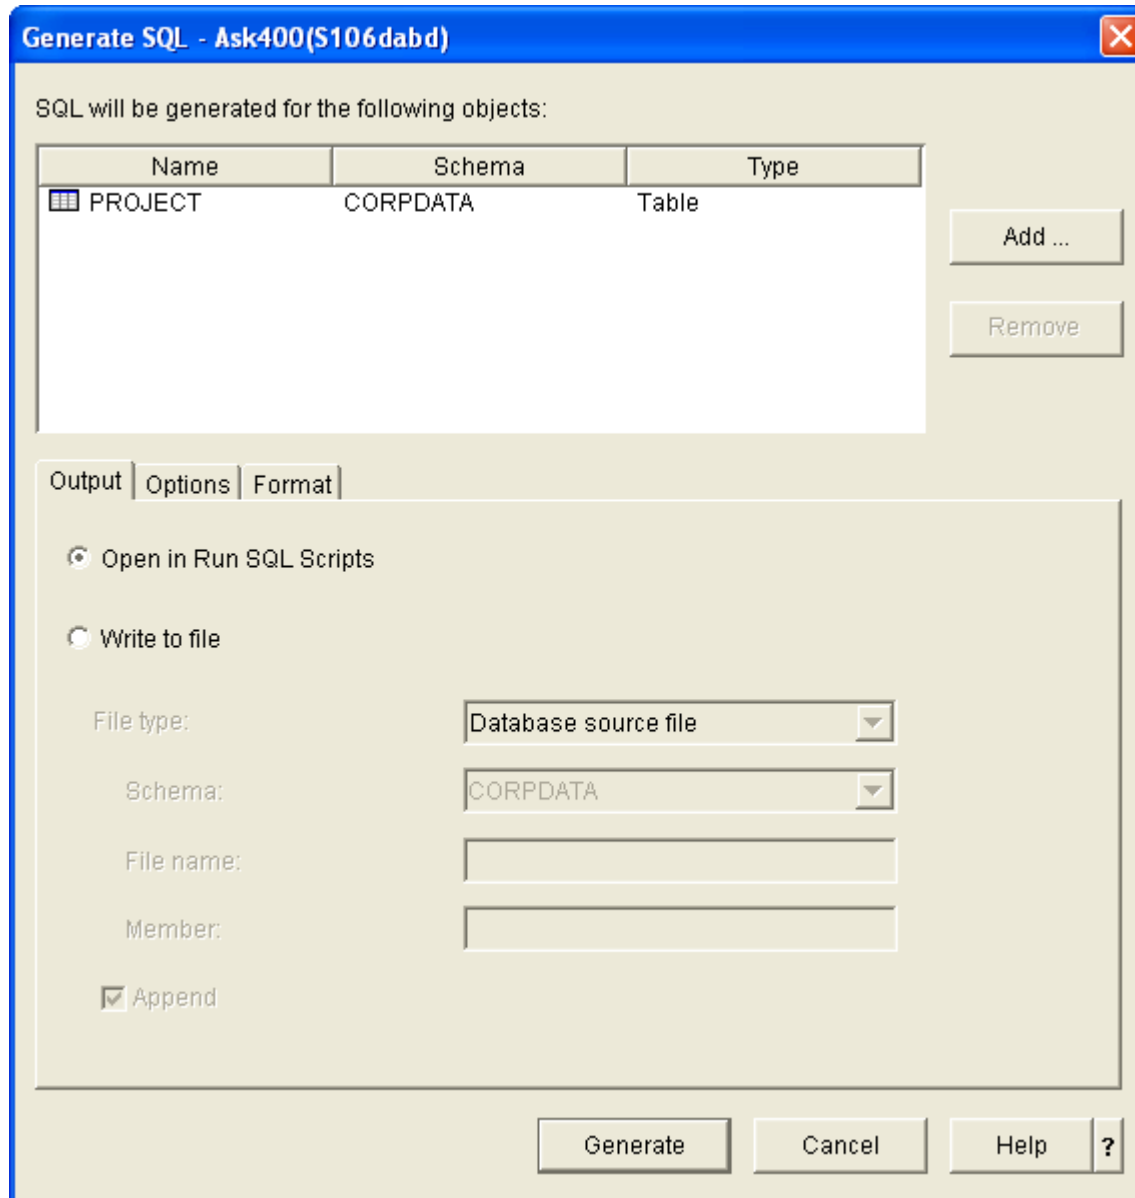 Generate SQL - Ask400(S106dabd)
SQL will be generated for the following objects:
Name Schema Type
PROJECT CORPDATA Table
Add ...
Remove
Output Options Format
Open in Run SQL Scripts
Write to file
File type: Database source file
Schema: CORPDATA
File name:
Member:
Append
Generate Cancel Help ?